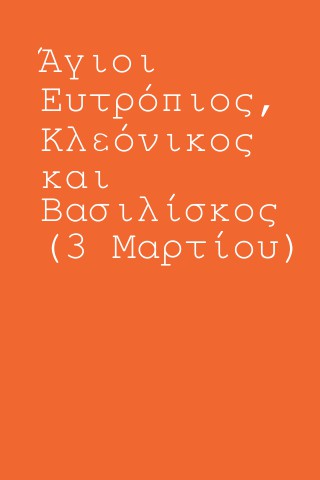 Άγιοι
Ευτρόπιος,
Κλεόνικος
και
Βασιλίσκος
(3 Μαρτίου)